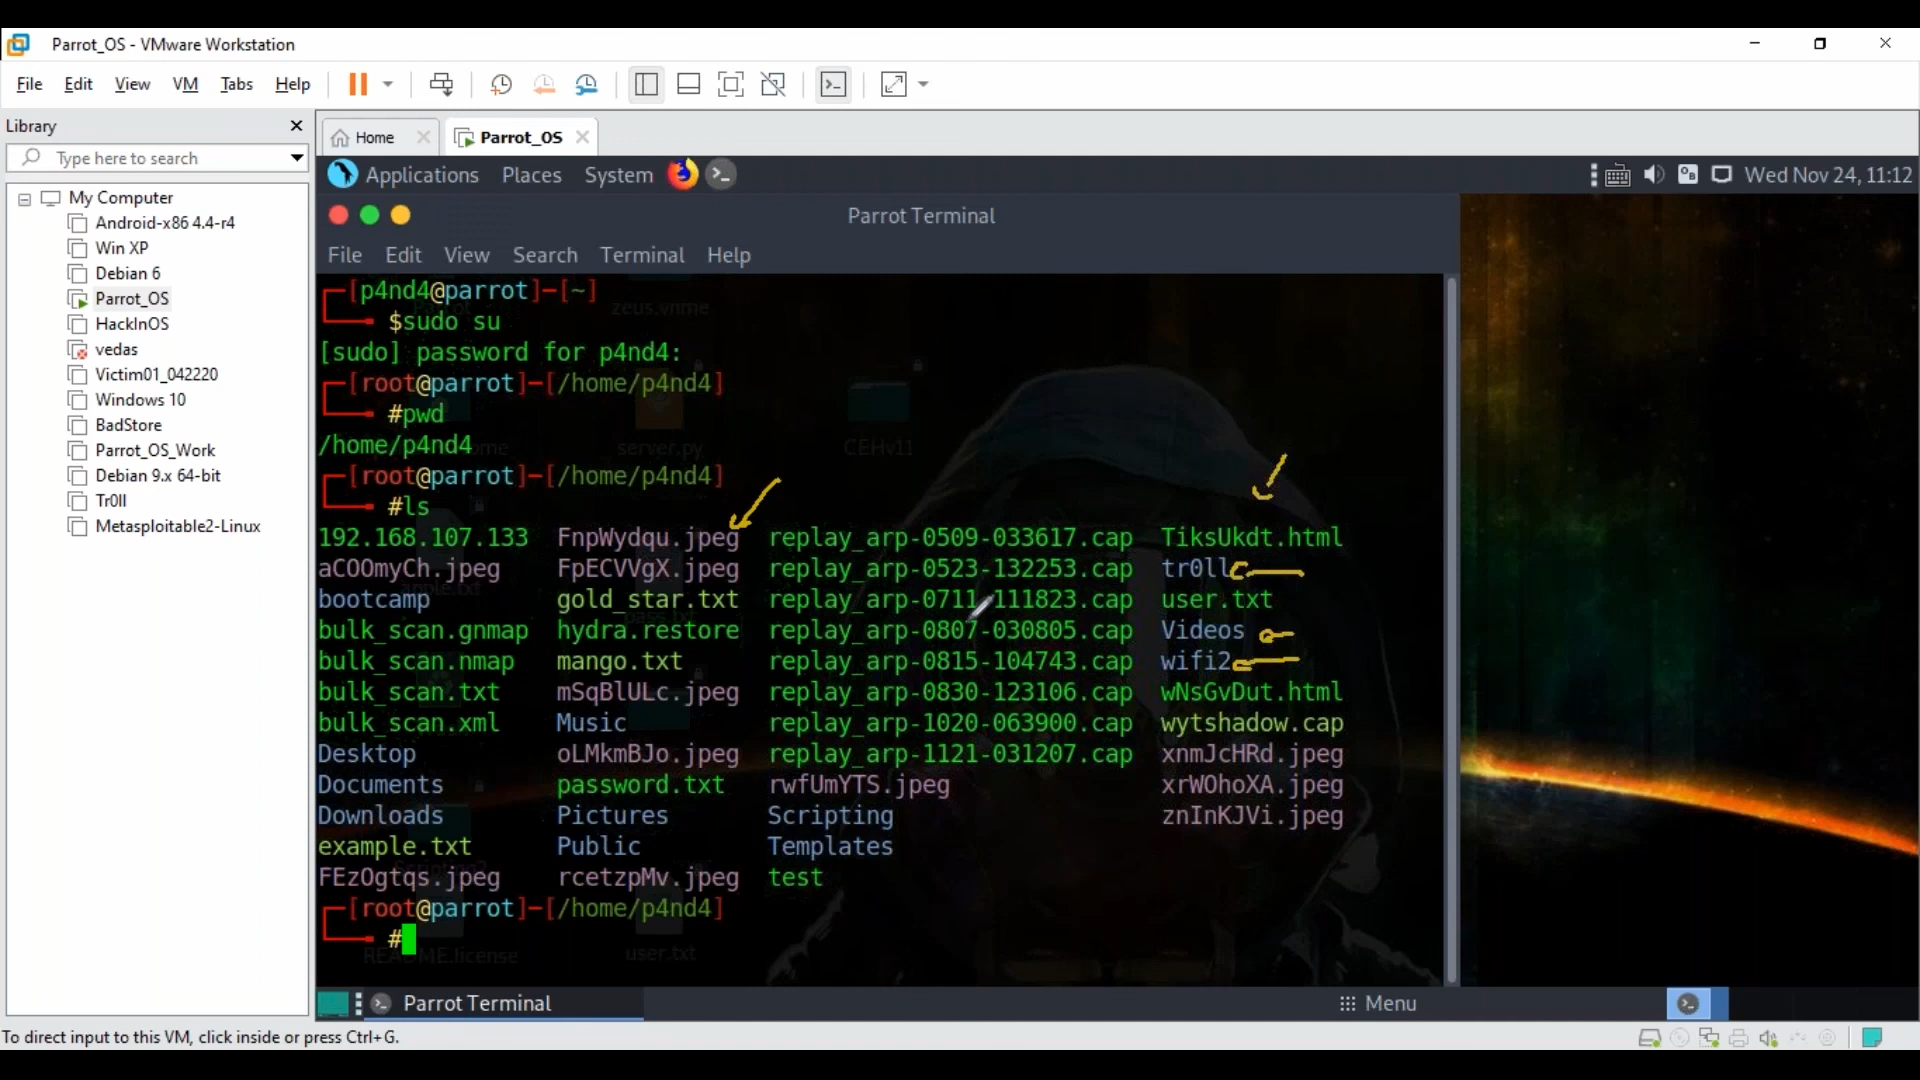 Parrot_OS - VMware Workstation
File Edit View VM Tabs Help
Library
Type here to search
My Computer
Android-x86 4.4-r4
Win XP
Debian 6
Parrot_OS
HackInOS
vedas
Victim01_042220
Windows 10
BadStore
Parrot_OS_Work
Debian 9.x 64-bit
Tr0ll
Metasploitable2-Linux
Home Parrot_OS
Applications Places System Wed Nov 24, 11:12
Parrot Terminal
File Edit View Search Terminal Help
[p4nd4@parrot]-[~]
$sudo su
[sudo] password for p4nd4:
[root@parrot]-[/home/p4nd4]
#pwd
/home/p4nd4
[root@parrot]-[/home/p4nd4]
#ls
192.168.107.133 FnpWydqu.jpeg replay_arp-0509-033617.cap TiksUkdt.html
aCOOmyCh.jpeg FpECVVgX.jpeg replay_arp-0523-132253.cap tr0ll
bootcamp gold_star.txt replay_arp-0711-111823.cap user.txt
bulk_scan.gnmap hydra.restore replay_arp-0807-030805.cap Videos
bulk_scan.nmap mango.txt replay_arp-0815-104743.cap wifi2
bulk_scan.txt mSqBlULc.jpeg replay_arp-0830-123106.cap wNsGvDut.html
bulk_scan.xml Music replay_arp-1020-063900.cap wytshadow.cap
Desktop oLMkmBJo.jpeg replay_arp-1121-031207.cap xnmJcHRd.jpeg
Documents password.txt rwfUmYTS.jpeg xrWOhoXA.jpeg
Downloads Pictures Scripting znInKJVi.jpeg
example.txt Public Templates
FEzOgtqs.jpeg rcetzpMv.jpeg test
[root@parrot]-[/home/p4nd4]
#
zeus.vnme
server.py
CEHv11
README.license
user.txt
Parrot Terminal Menu
To direct input to this VM, click inside or press Ctrl+G.